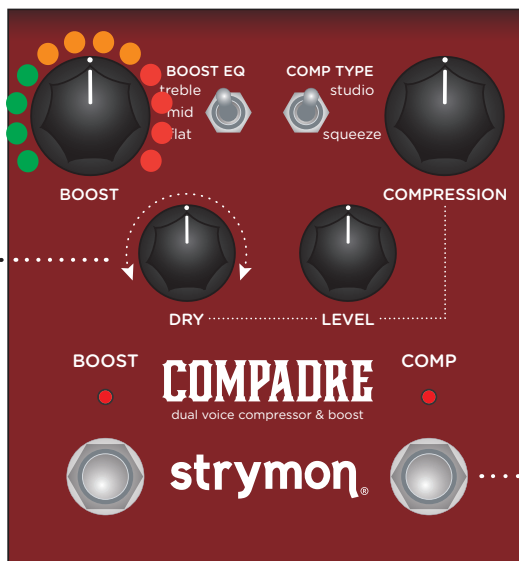 BOOST EQ
treble
mid
flat
COMP TYPE
studio
squeeze
BOOST
COMPRESSION
DRY
LEVEL
BOOST
COMP
COMPADRE
dual voice compressor & boost
strymon®